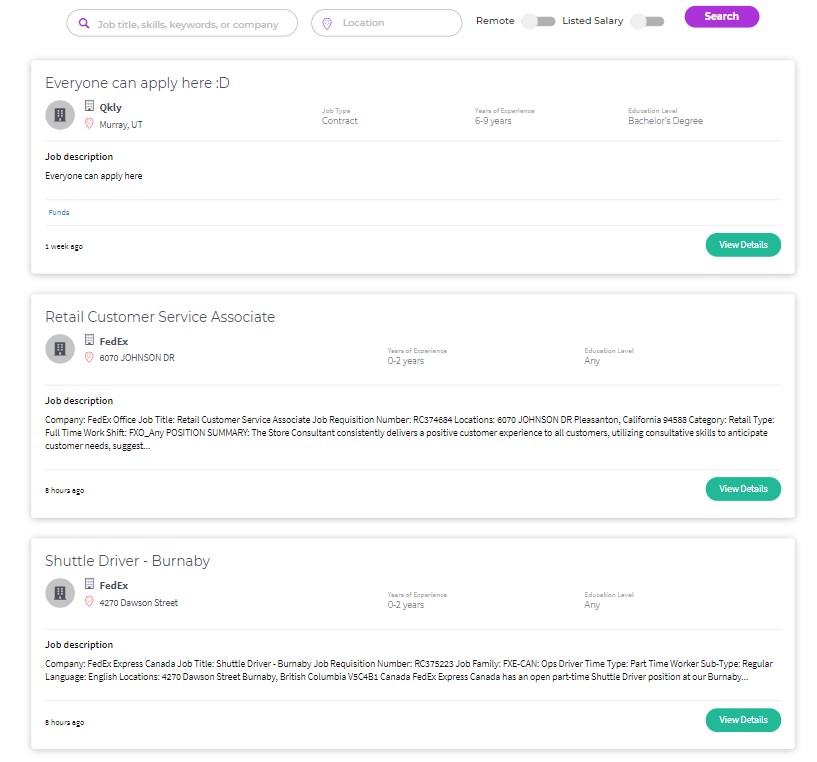 Job title, skills, keywords, or company
Location
Remote
Listed Salary
Search
Everyone can apply here :D
Qkly
Murray, UT
Job Type
Contract
Years of Experience
6-9 years
Education Level
Bachelor's Degree
Job description
Everyone can apply here
Funds
1 week ago
View Details
Retail Customer Service Associate
FedEx
6070 JOHNSON DR
Years of Experience
0-2 years
Education Level
Any
Job description
Company: FedEx Office Job Title: Retail Customer Service Associate Job Requisition Number: RC374684 Locations: 6070 JOHNSON DR Pleasanton, California 94588 Category: Retail Type:
Full Time Work Shift: FXO_Any POSITION SUMMARY: The Store Consultant consistently delivers a positive customer experience to all customers, utilizing consultative skills to anticipate
customer needs, suggest...
8 hours ago
View Details
Shuttle Driver - Burnaby
FedEx
4270 Dawson Street
Years of Experience
0-2 years
Education Level
Any
Job description
Company: FedEx Express Canada Job Title: Shuttle Driver - Burnaby Job Requisition Number: RC375223 Job Family: FXE-CAN: Ops Driver Time Type: Part Time Worker Sub-Type: Regular
Language: English Locations: 4270 Dawson Street Burnaby, British Columbia V5C4B1 Canada FedEx Express Canada has an open part-time Shuttle Driver position at our Burnaby...
8 hours ago
View Details